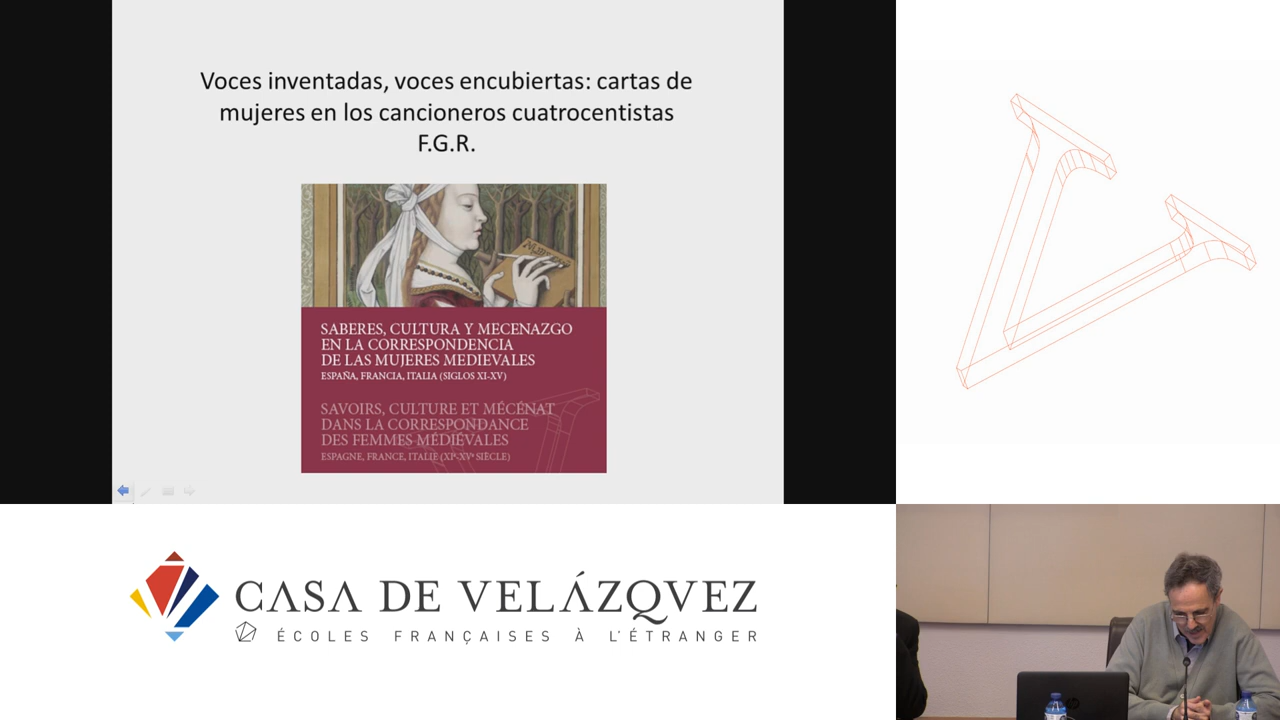 Voces inventadas, voces encubiertas: cartas de
mujeres en los cancioneros cuatrocentistas
F.G.R.
SABERES, CULTURA Y MECENAZGO
EN LA CORRESPONDENCIA
DE LAS MUJERES MEDIEVALES
ESPAÑA, FRANCIA, ITALIA (SIGLOS XI-XV)
SAVOIRS, CULTURE ET MÉCÉNAT
DANS LA CORRESPONDANCE
DES FEMMES MÉDIÉVALES
ESPAGNE, FRANCE, ITALIE (XIᵉ-XVᵉ SIÈCLE)
CASA DE VELÁZQVEZ
ÉCOLES FRANÇAISES À L'ÉTRANGER